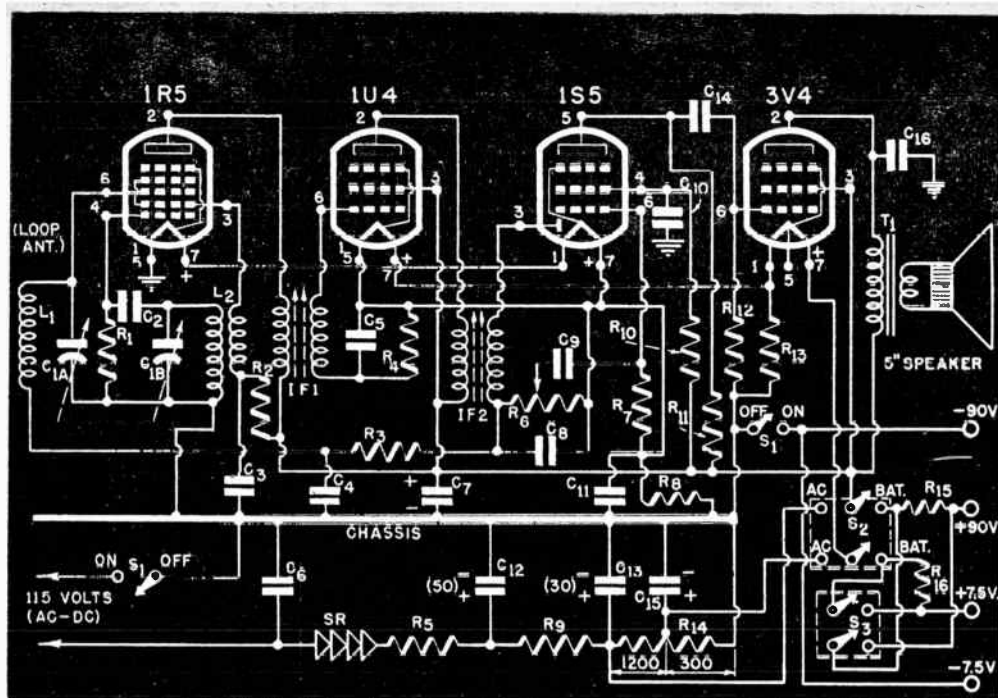 1R5
1U4
1S5
3V4
C14
2
2
5
2
C16
6
4
3
6
3
3
4
6
C10
6
3
(LOOP
ANT.)
1
5
7
+
1
5
7
+
1
+
7
1
5
+
7
T1
L1
C2
L2
C1A
R1
C1B
R2
IF1
C5
R4
IF2
C9
R6
C8
R10
R7
R11
R12
R13
5" SPEAKER
OFF
ON
S1
-90V
R3
C3
C4
+
C7
-
C11
R8
AC
BAT.
R15
S2
+90V
CHASSIS
AC
BAT.
R16
ON
S1
OFF
C6
(50)
-
+
C12
(30)
-
+
C13
-
+
C15
115 VOLTS
(AC-DC)
S3
+7.5V.
SR
R5
R9
R14
1200
300
-7.5V